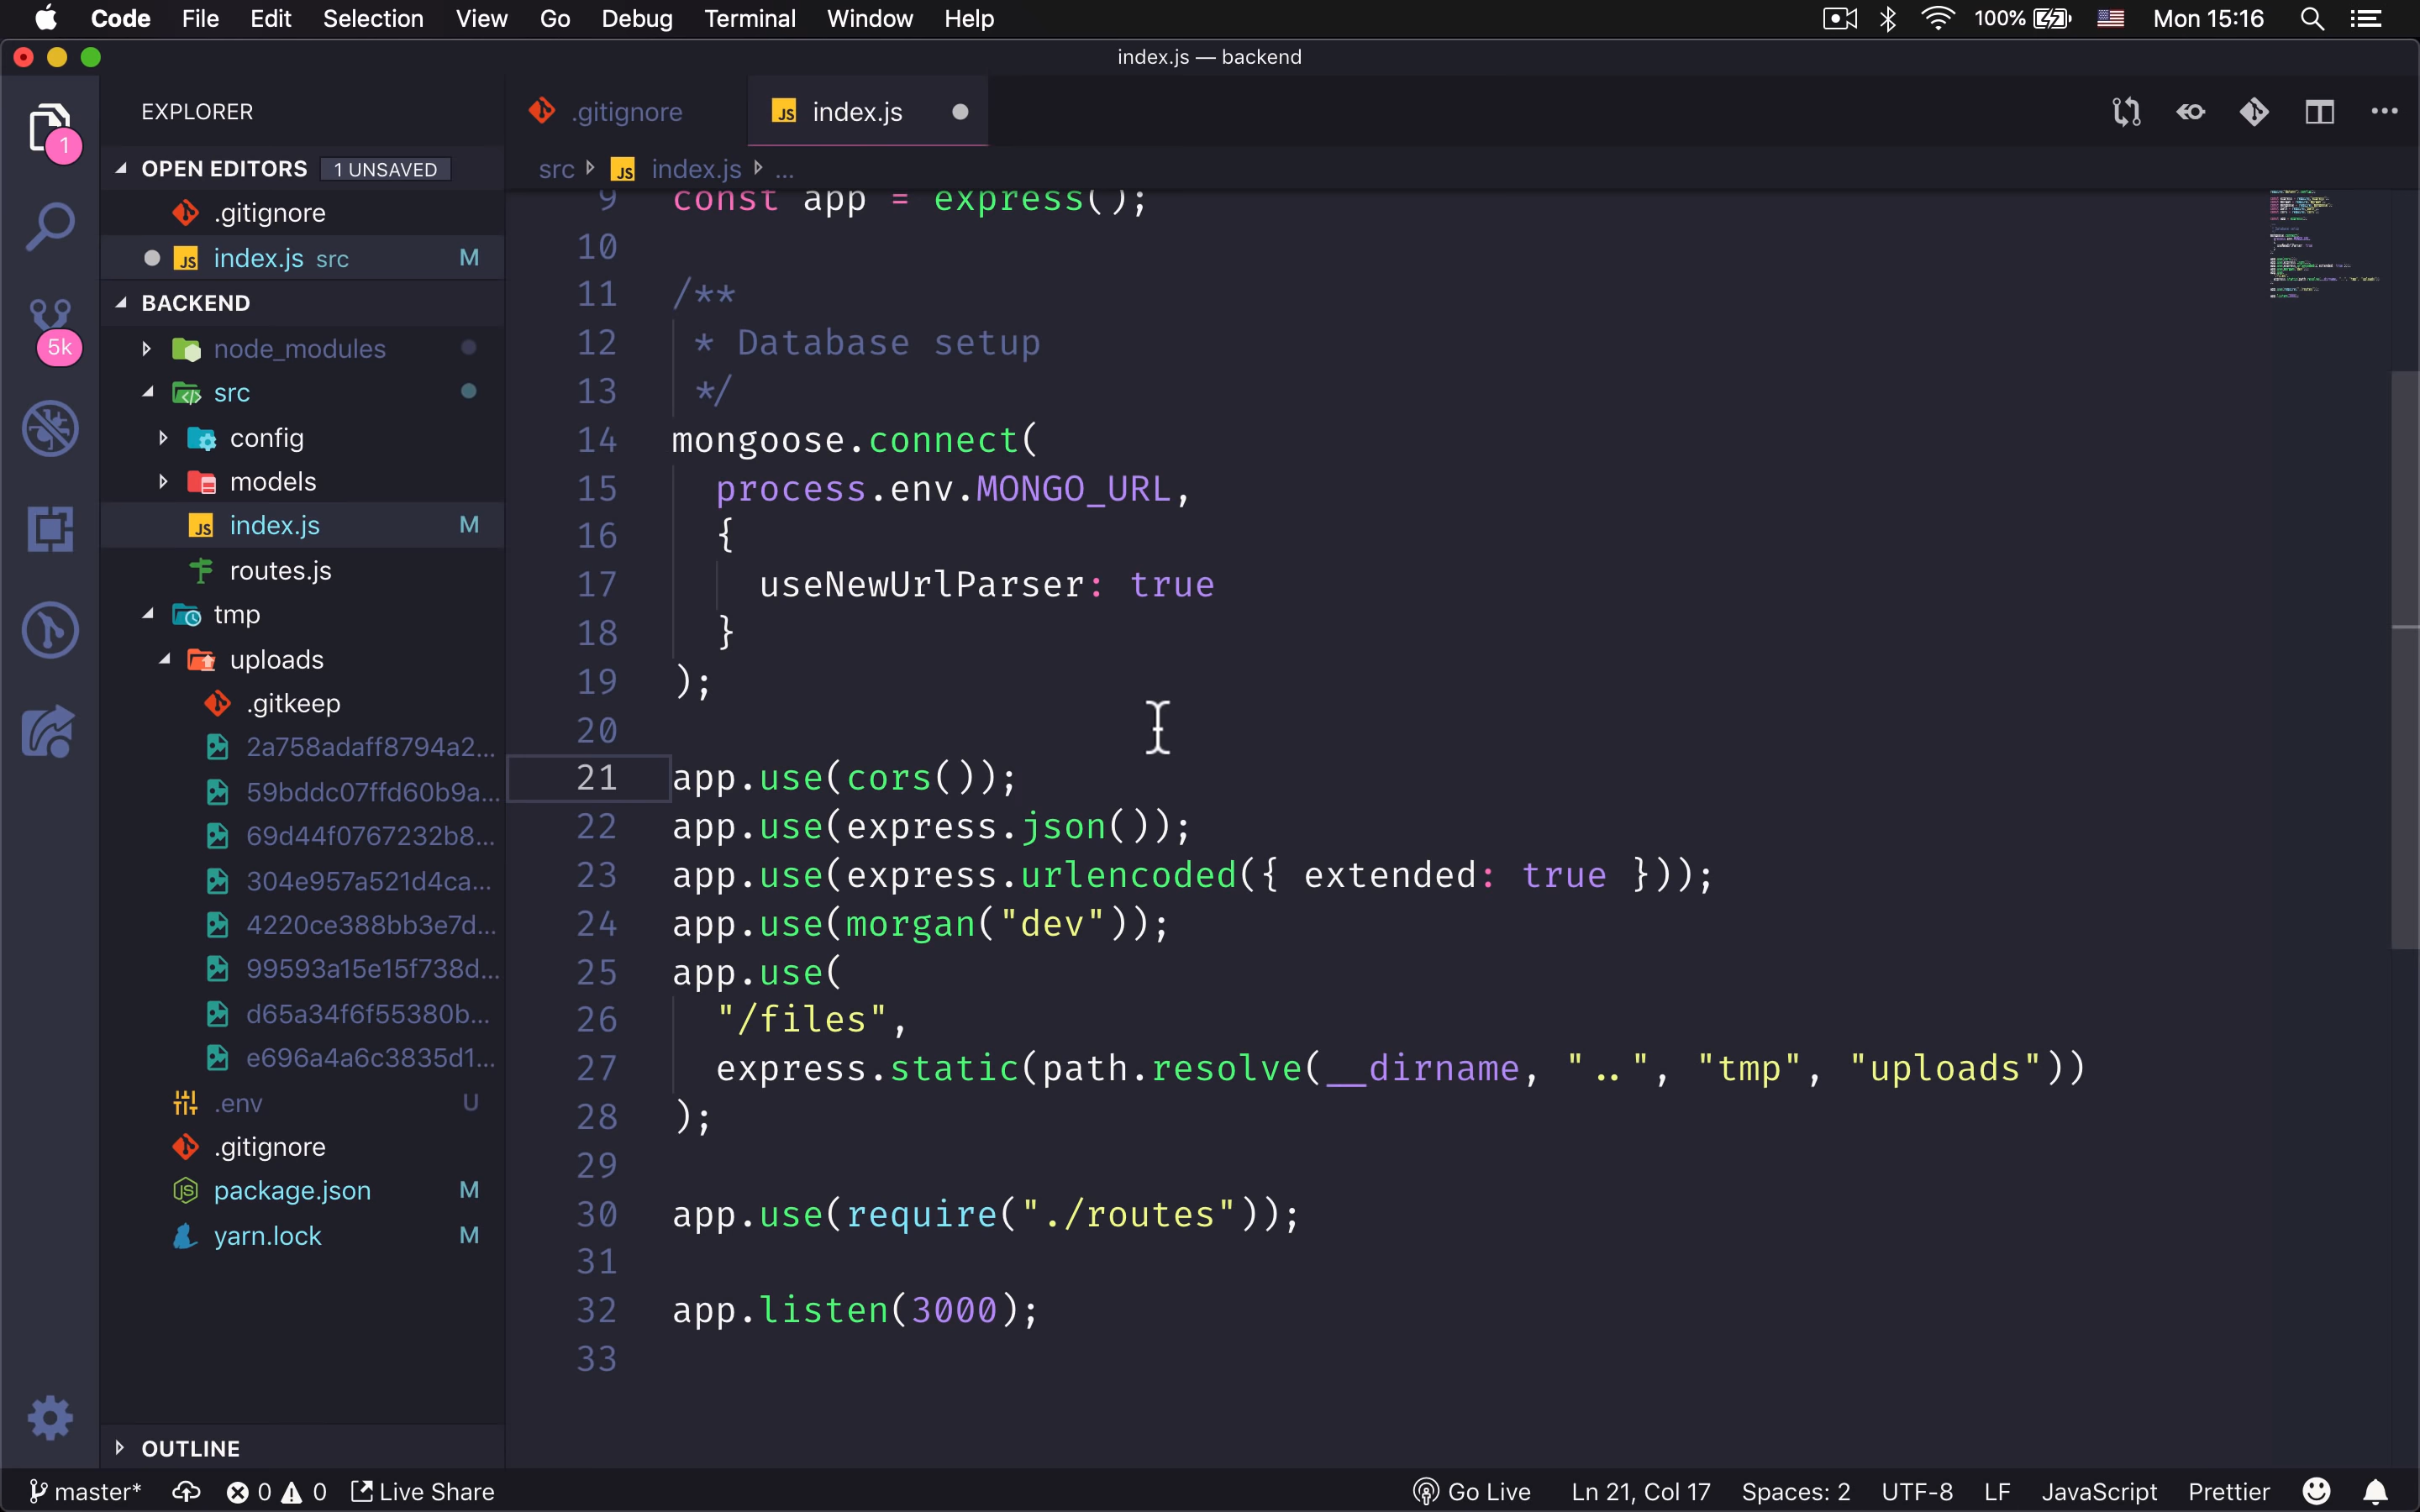 Code File Edit Selection View Go Debug Terminal Window Help 100% Mon 15:16
index.js — backend
EXPLORER
OPEN EDITORS 1 UNSAVED
.gitignore
JS index.js src M
BACKEND
node_modules
src
config
models
JS index.js M
routes.js
tmp
uploads
.gitkeep
2a758adaff8794a2...
59bddc07ffd60b9a...
69d44f0767232b8...
304e957a521d4ca...
4220ce388bb3e7d...
99593a15e15f738d...
d65a34f6f55380b...
e696a4a6c3835d1...
.env U
.gitignore
JS package.json M
yarn.lock M
OUTLINE
1
5k
.gitignore JS index.js
src JS index.js ...
9 const app = express();
10
11 /**
12 * Database setup
13 */
14 mongoose.connect(
15 process.env.MONGO_URL,
16 {
17 useNewUrlParser: true
18 }
19 );
20
21 app.use(cors());
22 app.use(express.json());
23 app.use(express.urlencoded({ extended: true }));
24 app.use(morgan("dev"));
25 app.use(
26 "/files",
27 express.static(path.resolve(__dirname, "..", "tmp", "uploads"))
28 );
29
30 app.use(require("./routes"));
31
32 app.listen(3000);
33
master* 0 0 Live Share Go Live Ln 21, Col 17 Spaces: 2 UTF-8 LF JavaScript Prettier